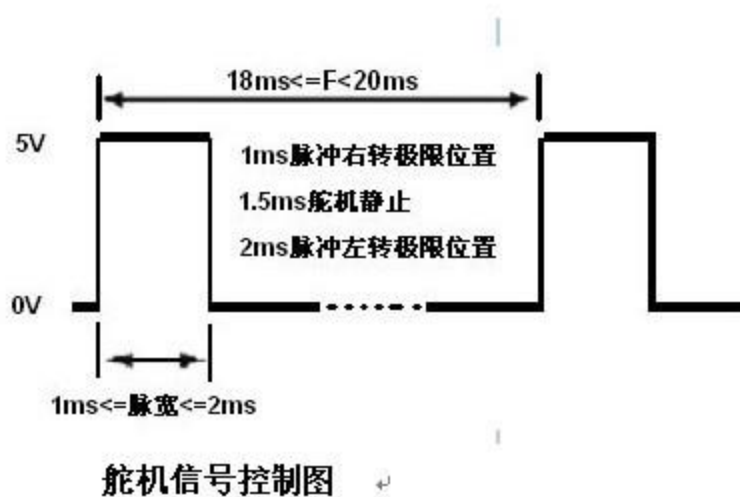 18ms<=F<20ms
5V
1ms脉冲右转极限位置
1.5ms舵机静止
2ms脉冲左转极限位置
0V
1ms<=脉宽<=2ms
舵机信号控制图